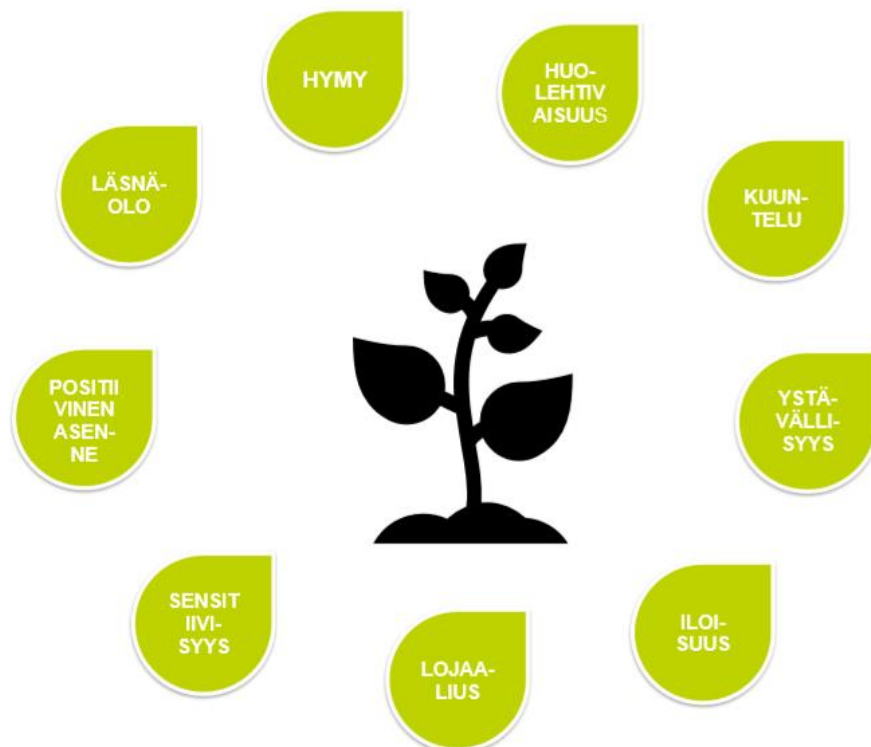 HYMY
HUO-
LEHTIV
AISUUS
LÄSNÄ-
OLO
KUUN-
TELU
POSITII
VINEN
ASEN-
NE
YSTÄ-
VÄLLI-
SYYS
SENSIT
IIVI-
SYYS
ILOI-
SUUS
LOJAA-
LIUS